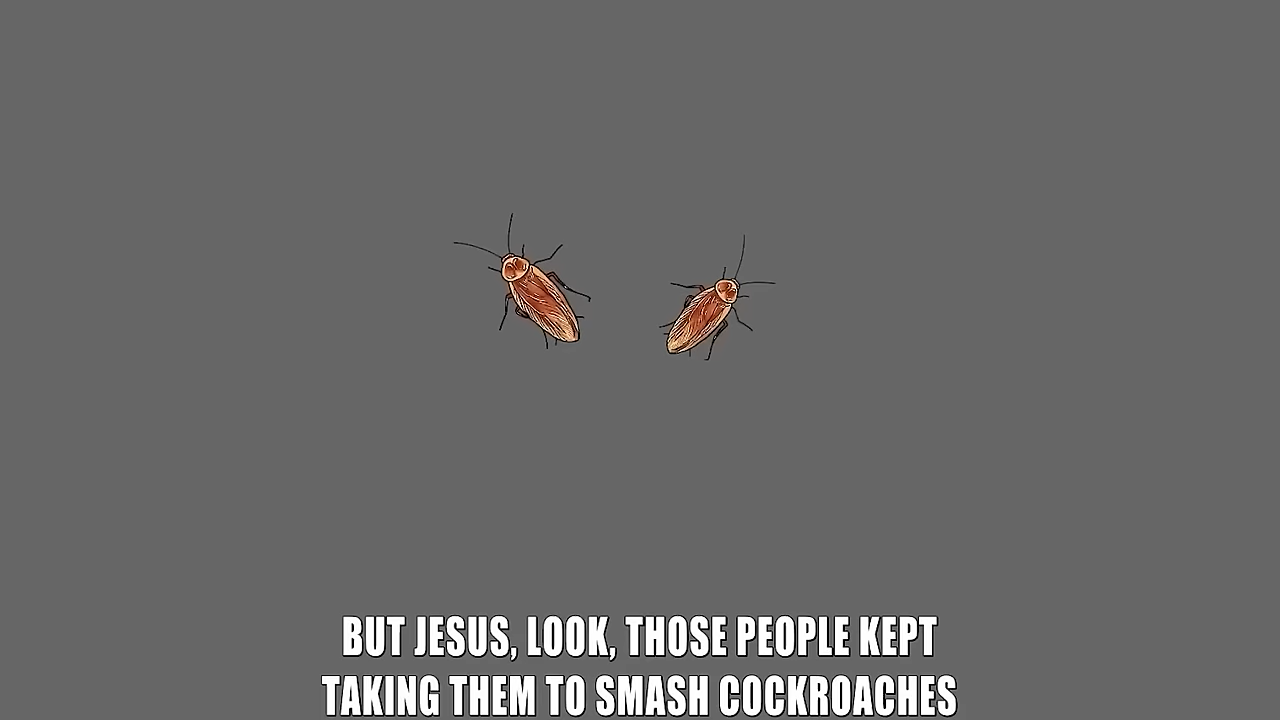 BUT JESUS, LOOK, THOSE PEOPLE KEPT
TAKING THEM TO SMASH COCKROACHES